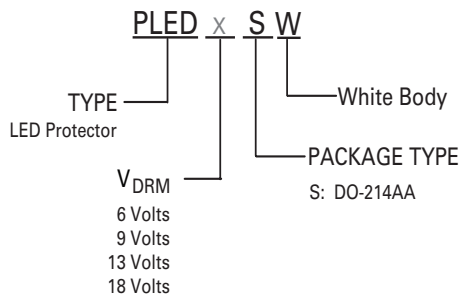 PLED x S W
White Body
TYPE
LED Protector
PACKAGE TYPE
S: DO-214AA
VDRM
6 Volts
9 Volts
13 Volts
18 Volts